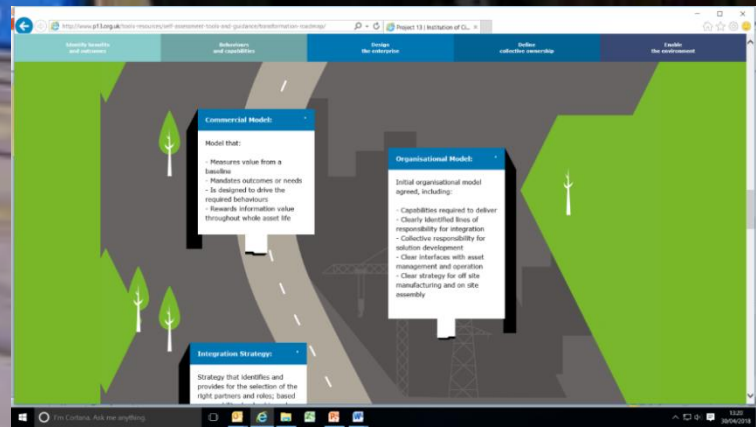 http://www.p13.org.uk/tools-resources/self-assessment-tools-and-guidance/transformation-roadmap/
Project 13 | Institution of Ci...
Identify benefits
and outcomes
Behaviours
and capabilities
Design
the enterprise
Define
collective ownership
Enable
the environment
Commercial Model:
Model that:
- Measures value from a
baseline
- Mandates outcomes or needs
- Is designed to drive the
required behaviours
- Rewards information value
throughout whole asset life
Organisational Model:
Initial organisational model
agreed, including:
- Capabilities required to deliver
- Clearly identified lines of
responsibility for integration
- Collective responsibility for
solution development
- Clear interfaces with asset
management and operation
- Clear strategy for off site
manufacturing and on site
assembly
Integration Strategy:
Strategy that identifies and
provides for the selection of the
right partners and roles; based
I'm Cortana. Ask me anything.
13:20
30/04/2018